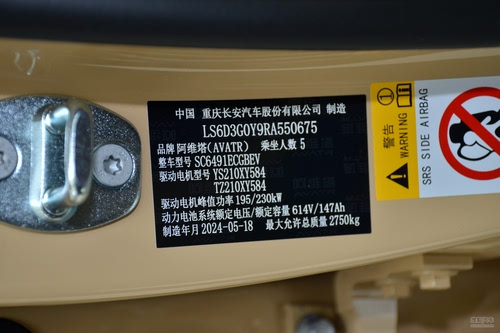 中国 重庆长安汽车股份有限公司 制造
LS6D3G0Y9RA550675
品牌 阿维塔(AVATR) 乘坐人数 5
整车型号 SC6491ECGBEV
驱动电机型号 YS210XY584
TZ210XY584
驱动电机峰值功率 195/230kW
动力电池系统额定电压/额定容量 614V/147Ah
制造年月 2024-05-18 最大允许总质量 2750kg
警告
WARNING
SRS SIDE AIRBAG